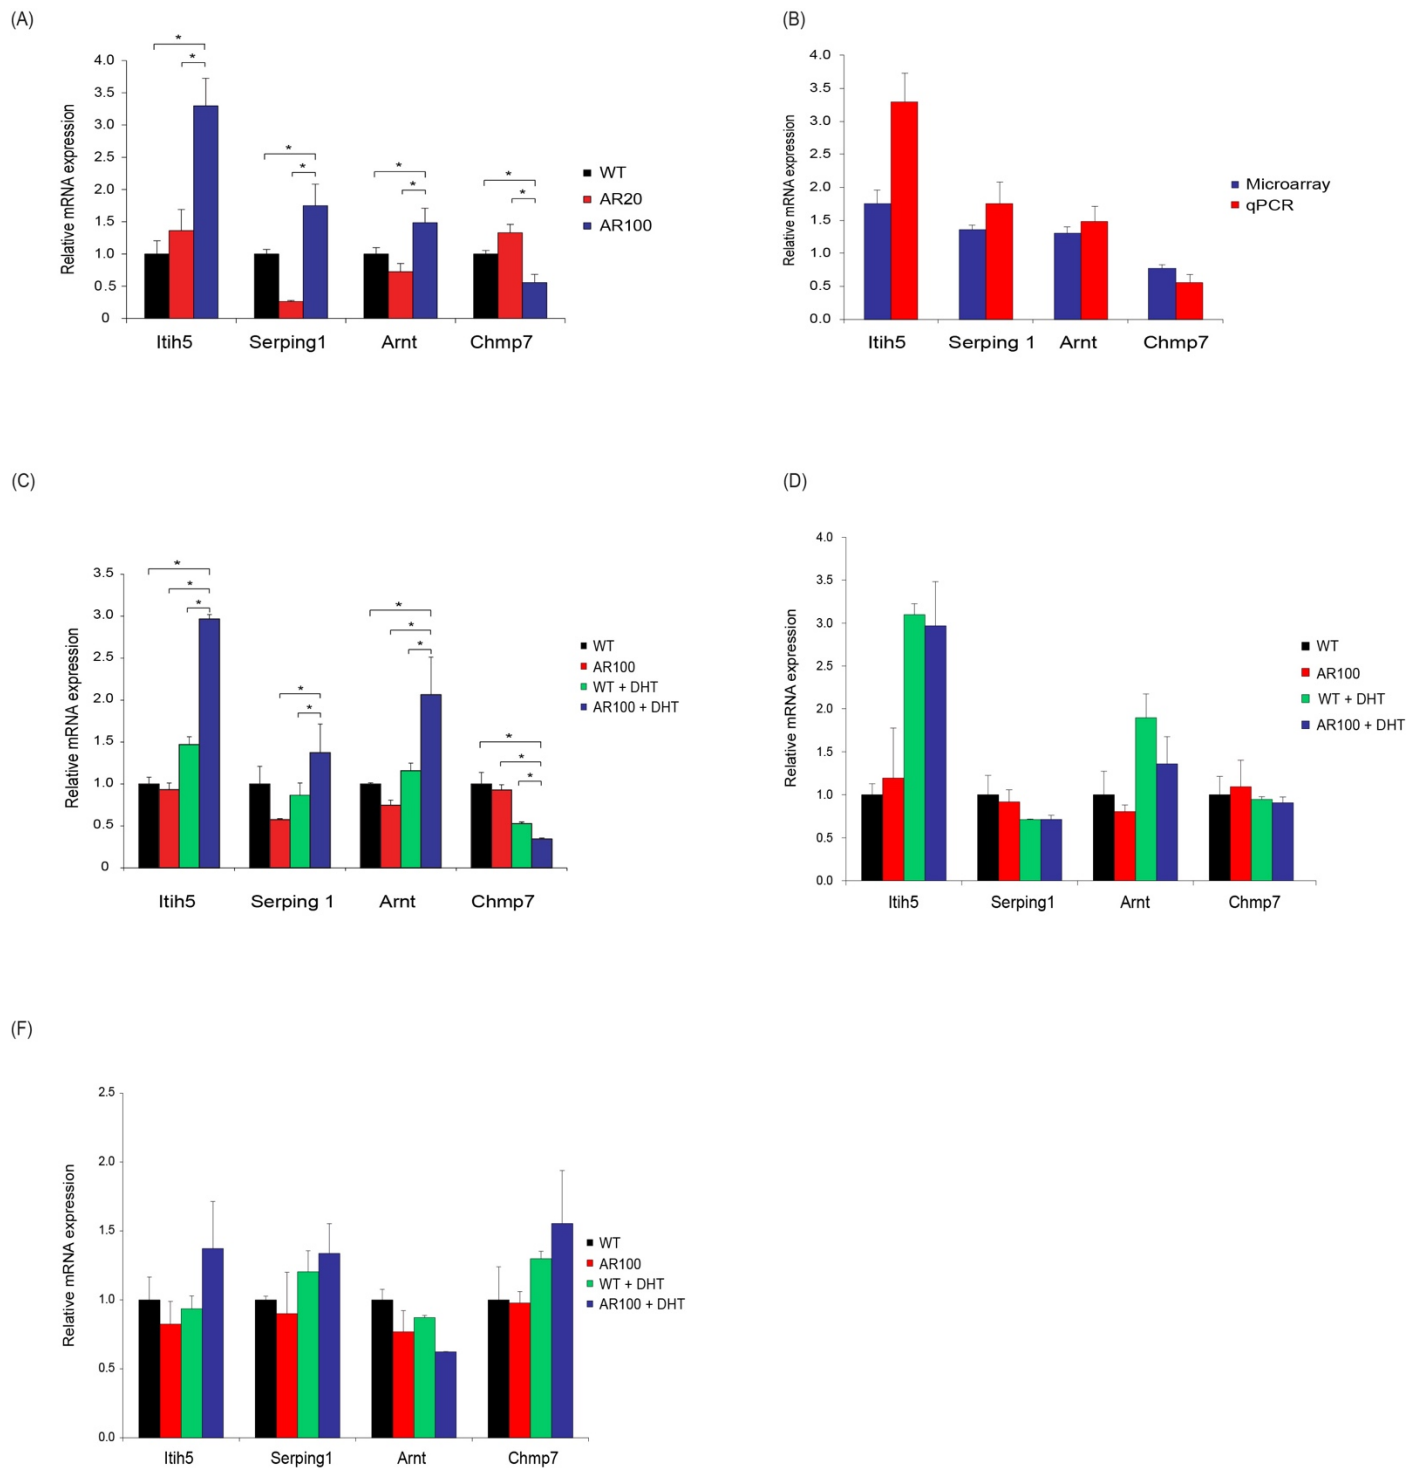 (A)
Relative mRNA expression
4.0
3.5
3.0
2.5
2.0
1.5
1.0
0.5
0
* * * * * * * *
Itih5 Serping1 Arnt Chmp7
WT
AR20
AR100
(B)
Relative mRNA expression
4.0
3.5
3.0
2.5
2.0
1.5
1.0
0.5
0.0
Itih5 Serping 1 Arnt Chmp7
Microarray
qPCR
(C)
Relative mRNA expression
3.5
3.0
2.5
2.0
1.5
1.0
0.5
0
* * * * * * * * * * *
Itih5 Serping 1 Arnt Chmp7
WT
AR100
WT + DHT
AR100 + DHT
(D)
Relative mRNA expression
4.0
3.5
3.0
2.5
2.0
1.5
1.0
0.5
0.0
Itih5 Serping1 Arnt Chmp7
WT
AR100
WT + DHT
AR100 + DHT
(F)
Relative mRNA expression
2.5
2.0
1.5
1.0
0.5
0.0
Itih5 Serping1 Arnt Chmp7
WT
AR100
WT + DHT
AR100 + DHT